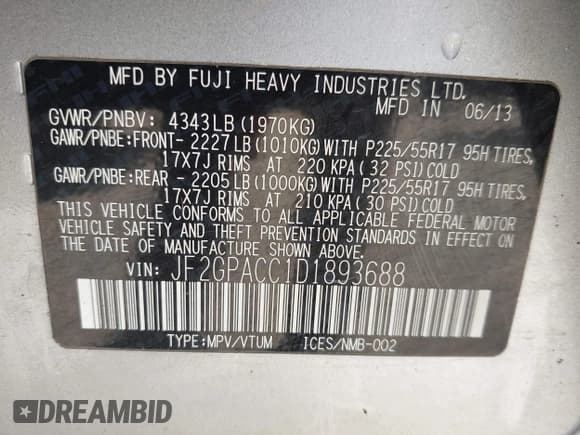 MFD BY FUJI HEAVY INDUSTRIES LTD.
MFD IN 06/13
GVWR/PNBV: 4343LB(1970KG)
GAWR/PNBE:FRONT- 2227LB(1010KG)WITH P225/55R17 95H TIRES,
17X7J RIMS AT 220 KPA(32 PSI)COLD
GAWR/PNBE:REAR - 2205LB(1000KG)WITH P225/55R17 95H TIRES,
17X7J RIMS AT 210 KPA(30 PSI)COLD
THIS VEHICLE CONFORMS TO ALL APPLICABLE FEDERAL MOTOR
VEHICLE SAFETY AND THEFT PREVENTION STANDARDS IN EFFECT ON
THE DATE OF MANUFACTURE SHOWN ABOVE.
VIN: JF2GPACC1D1893688
TYPE:MPV/VTUM ICES/NMB-002
DREAMBID